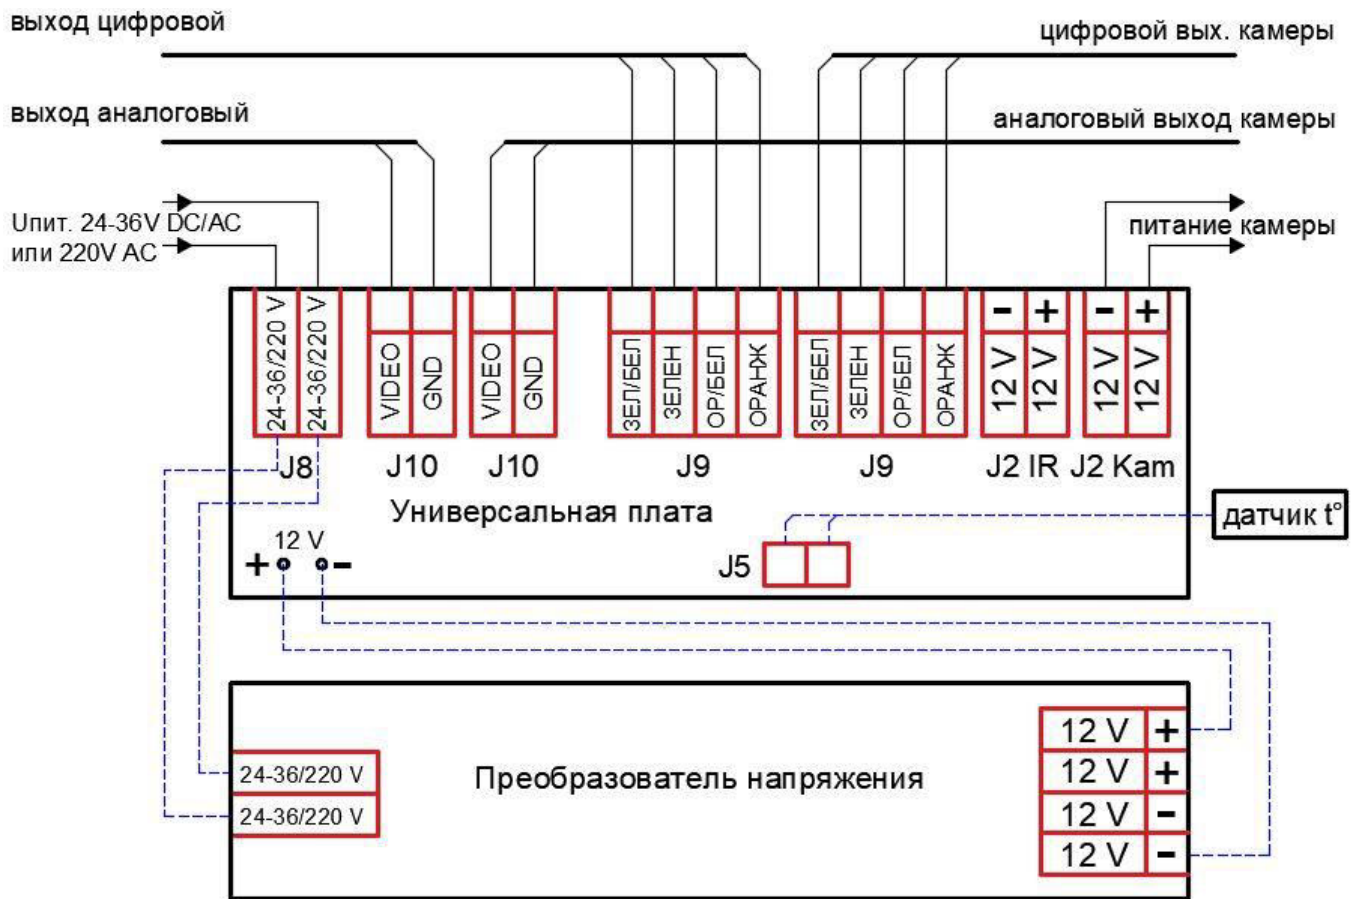 выход цифровой
цифровой вых. камеры
выход аналоговый
аналоговый выход камеры
Uпит. 24-36V DC/AC
или 220V AC
питание камеры
24-36/220 V
24-36/220 V
VIDEO
GND
VIDEO
GND
ЗЕЛ/БЕЛ
ЗЕЛЕН
ОР/БЕЛ
ОРАНЖ
ЗЕЛ/БЕЛ
ЗЕЛЕН
ОР/БЕЛ
ОРАНЖ
- 12 V
+ 12 V
- 12 V
+ 12 V
J8
J10
J10
J9
J9
J2 IR
J2 Kam
Универсальная плата
датчик t°
12 V
+ -
J5
12 V +
12 V +
12 V -
12 V -
24-36/220 V
24-36/220 V
Преобразователь напряжения